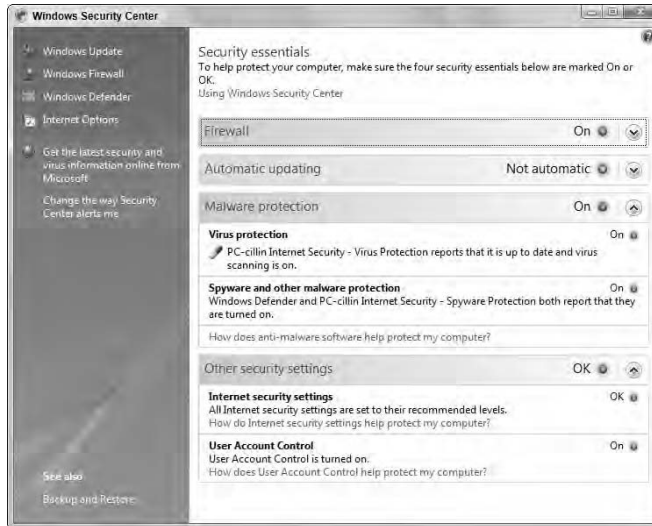 Windows Security Center
Windows Update
Windows Firewall
Windows Defender
Internet Options
Get the latest security and
virus information online from
Microsoft
Change the way Security
Center alerts me
See also
Backup and Restore
Security essentials
To help protect your computer, make sure the four security essentials below are marked On or
OK.
Using Windows Security Center
Firewall On
Automatic updating Not automatic
Malware protection On
Virus protection On
PC-cillin Internet Security - Virus Protection reports that it is up to date and virus
scanning is on.
Spyware and other malware protection On
Windows Defender and PC-cillin Internet Security - Spyware Protection both report that they
are turned on.
How does anti-malware software help protect my computer?
Other security settings OK
Internet security settings OK
All Internet security settings are set to their recommended levels.
How do Internet security settings help protect my computer?
User Account Control On
User Account Control is turned on.
How does User Account Control help protect my computer?